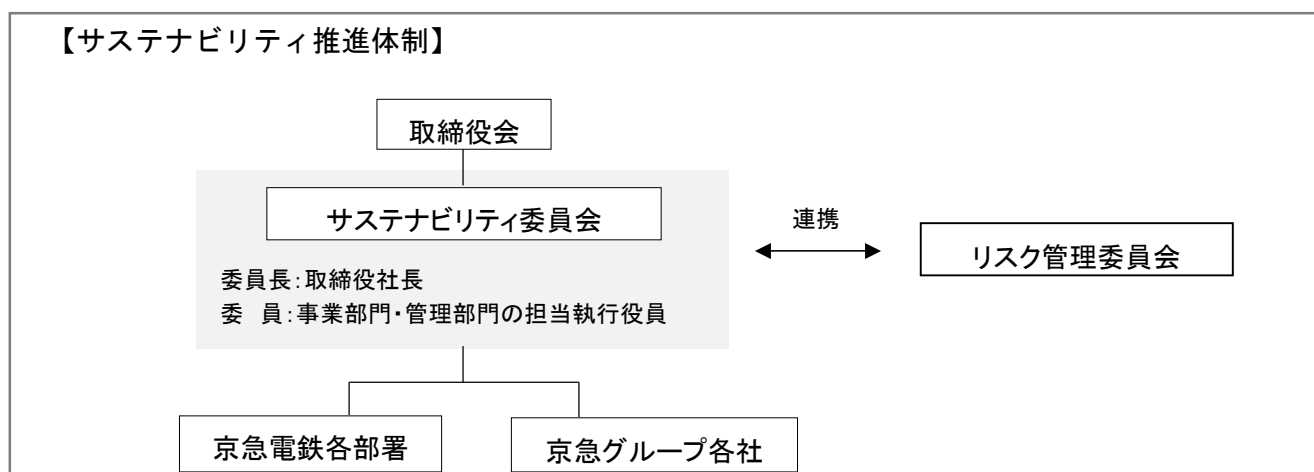 【サステナビリティ推進体制】
取締役会
サステナビリティ委員会
連携
リスク管理委員会
委員長：取締役社長
委　員：事業部門・管理部門の担当執行役員
京急電鉄各部署
京急グループ各社